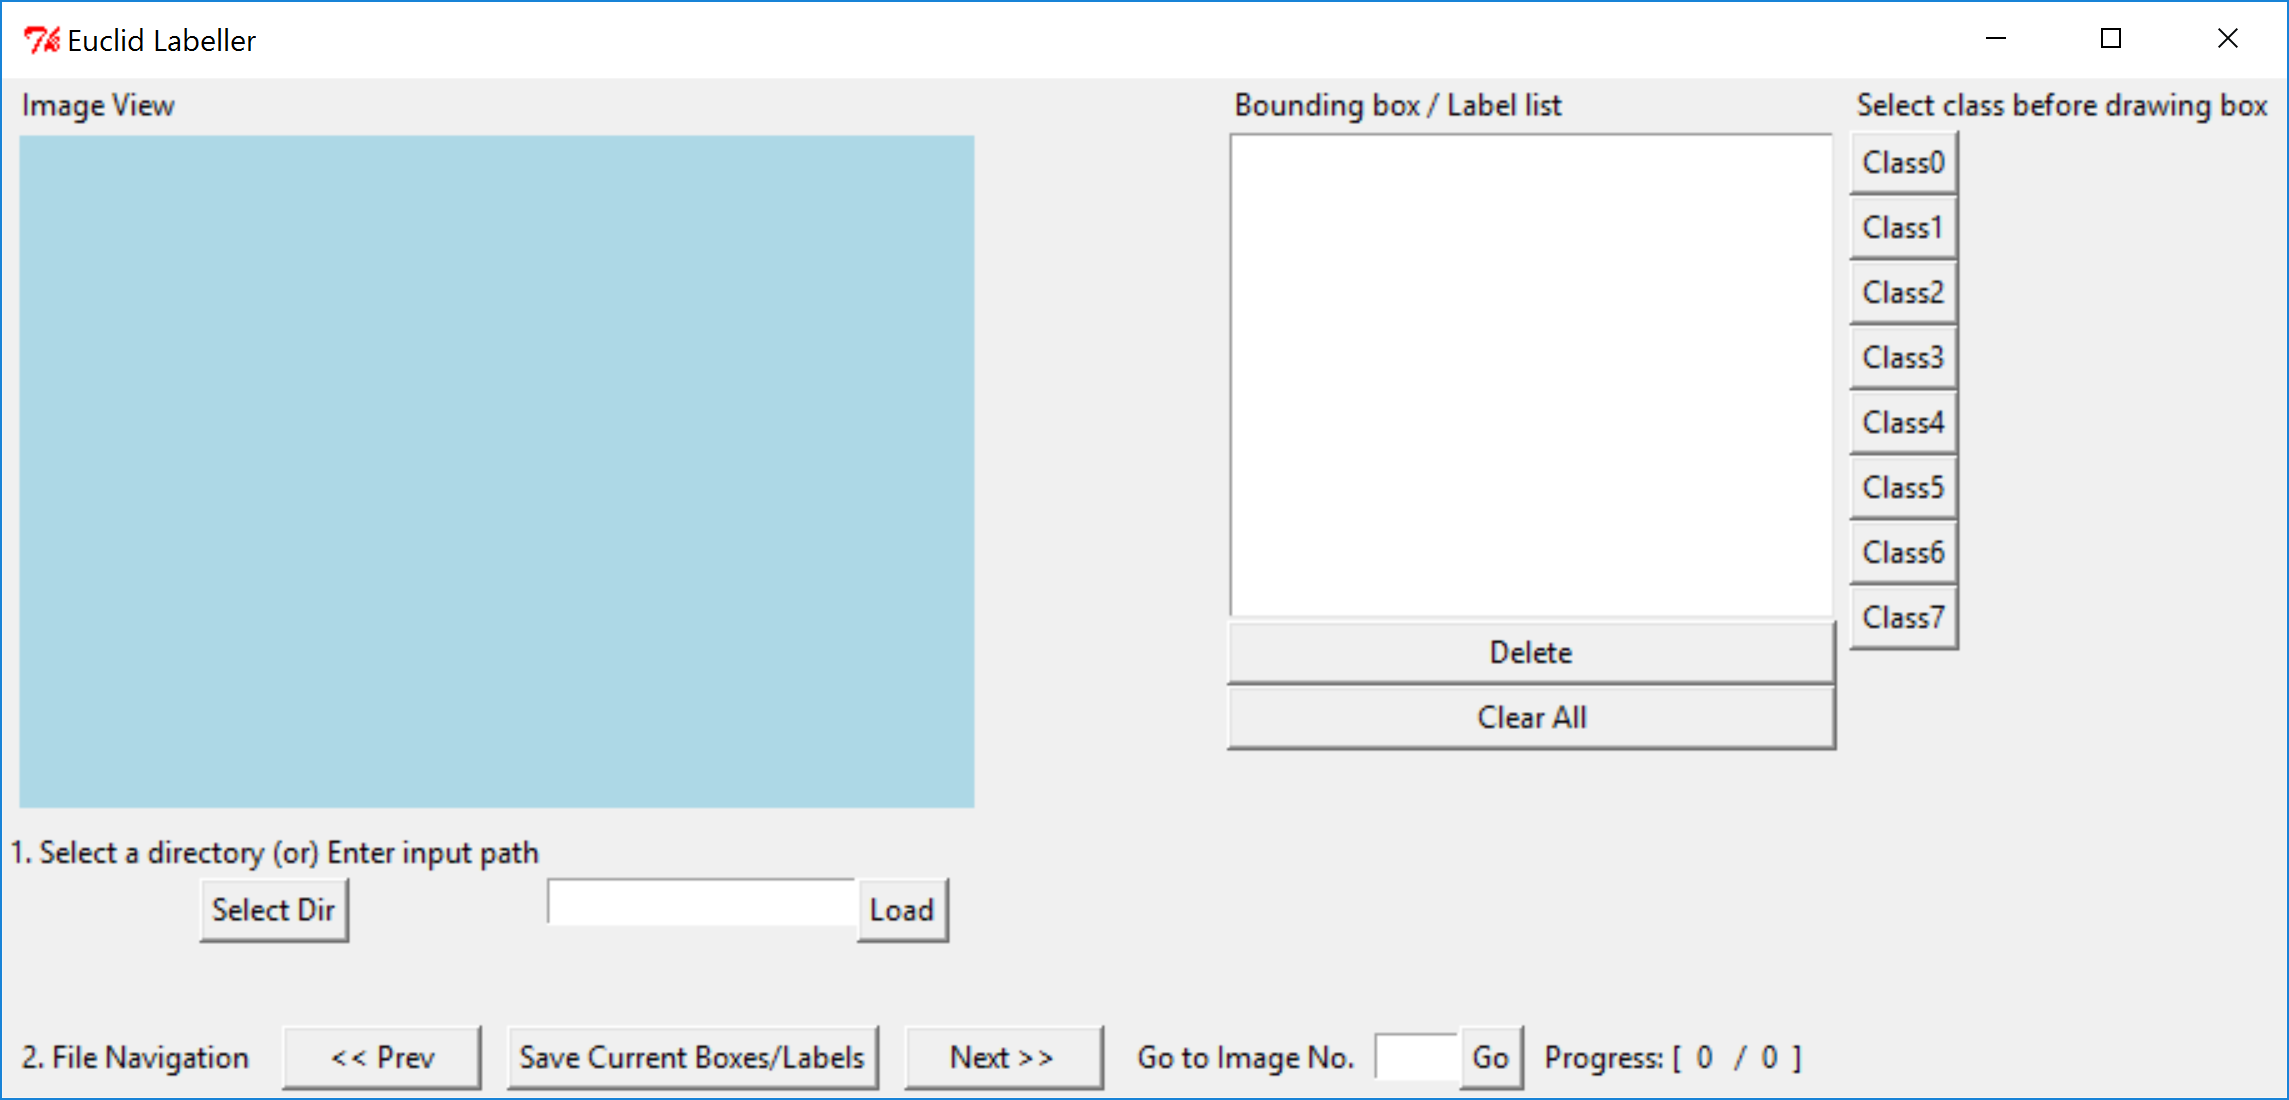 Euclid Labeller
Image View
Bounding box / Label list
Select class before drawing box
Class0
Class1
Class2
Class3
Class4
Class5
Class6
Class7
Delete
Clear All
1. Select a directory (or) Enter input path
Select Dir
Load
2. File Navigation
<< Prev
Save Current Boxes/Labels
Next >>
Go to Image No.
Go
Progress: [ 0 / 0 ]